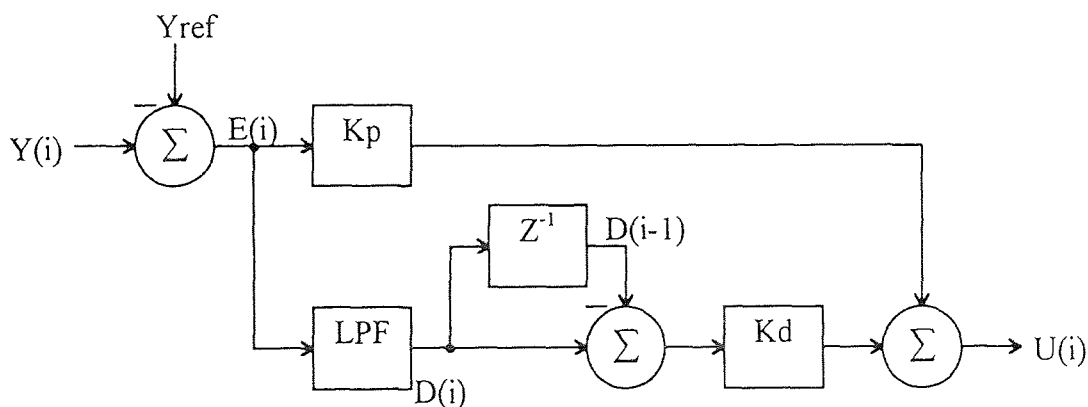 Yref
−
Y(i)
Σ
E(i)
Kp
Z⁻¹
D(i-1)
−
LPF
D(i)
Σ
Kd
Σ
U(i)